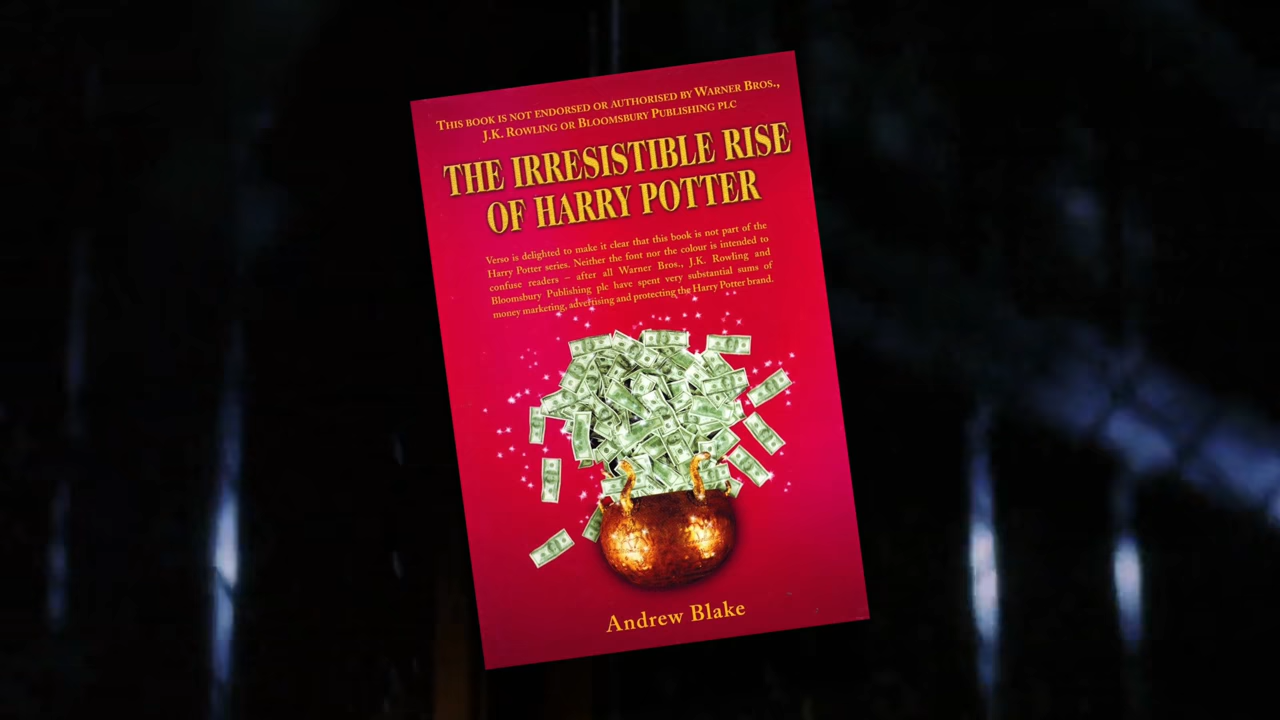 THIS BOOK IS NOT ENDORSED OR AUTHORISED BY WARNER BROS.,
J.K. ROWLING OR BLOOMSBURY PUBLISHING PLC
THE IRRESISTIBLE RISE
OF HARRY POTTER
Verso is delighted to make it clear that this book is not part of the
Harry Potter series. Neither the font nor the colour is intended to
confuse readers – after all Warner Bros., J.K. Rowling and
Bloomsbury Publishing plc have spent very substantial sums of
money marketing, advertising and protecting the Harry Potter brand.
Andrew Blake